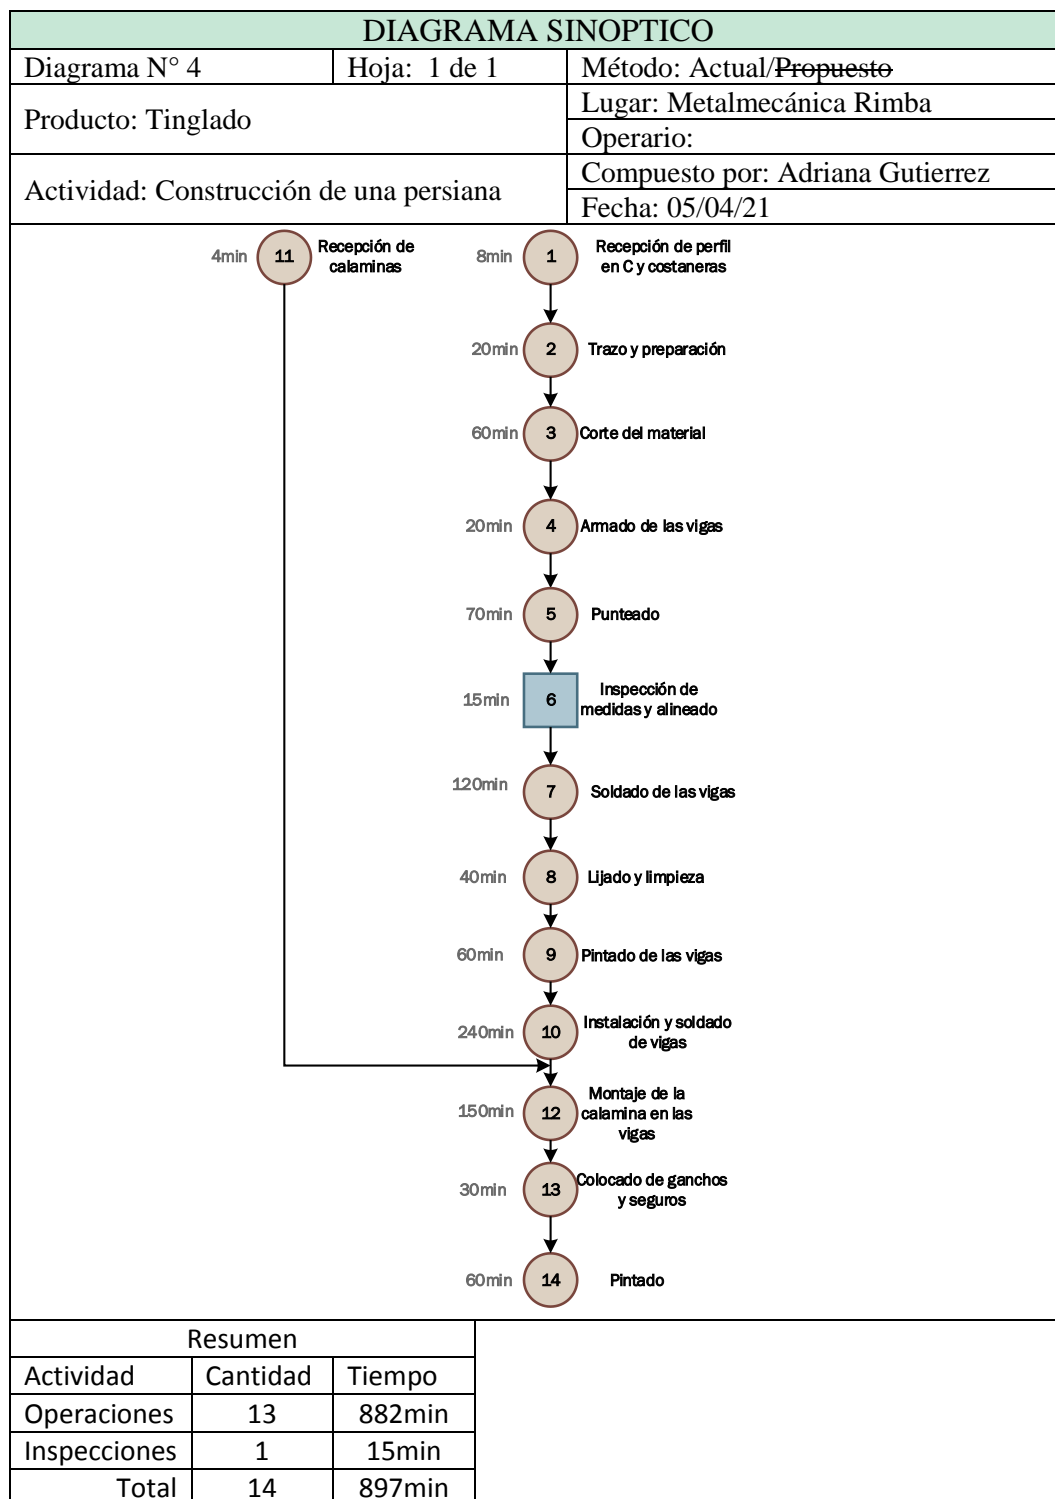 DIAGRAMA SINOPTICO
Diagrama N° 4
Hoja: 1 de 1
Método: Actual/Propuesto
Producto: Tinglado
Lugar: Metalmecánica Rimba
Operario:
Actividad: Construcción de una persiana
Compuesto por: Adriana Gutierrez
Fecha: 05/04/21
4min
11
Recepción de
calaminas
8min
1
Recepción de perfil
en C y costaneras
20min
2
Trazo y preparación
60min
3
Corte del material
20min
4
Armado de las vigas
70min
5
Punteado
15min
6
Inspección de
medidas y alineado
120min
7
Soldado de las vigas
40min
8
Lijado y limpieza
60min
9
Pintado de las vigas
240min
10
Instalación y soldado
de vigas
150min
12
Montaje de la
calamina en las
vigas
30min
13
Colocado de ganchos
y seguros
60min
14
Pintado
Resumen
Actividad Cantidad Tiempo
Operaciones 13 882min
Inspecciones 1 15min
Total 14 897min